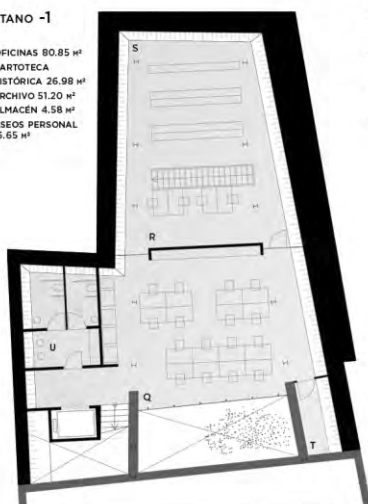 TANO -1
OFICINAS 80.85 M²
ARTOTECA
ISTÓRICA 26.98 M²
RCHIVO 51.20 M²
LMACÉN 4.58 M²
SEOS PERSONAL
.65 M²
S
R
U
Q
T